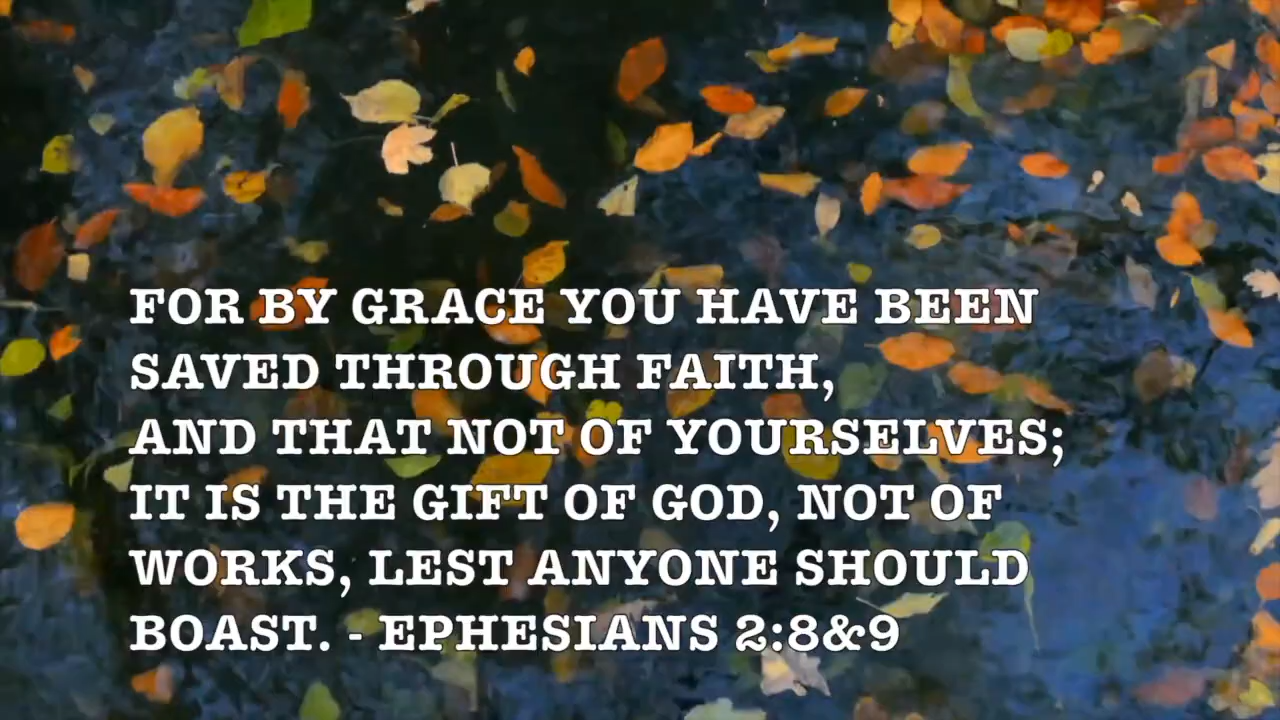 FOR BY GRACE YOU HAVE BEEN
SAVED THROUGH FAITH,
AND THAT NOT OF YOURSELVES;
IT IS THE GIFT OF GOD, NOT OF
WORKS, LEST ANYONE SHOULD
BOAST. - EPHESIANS 2:8&9